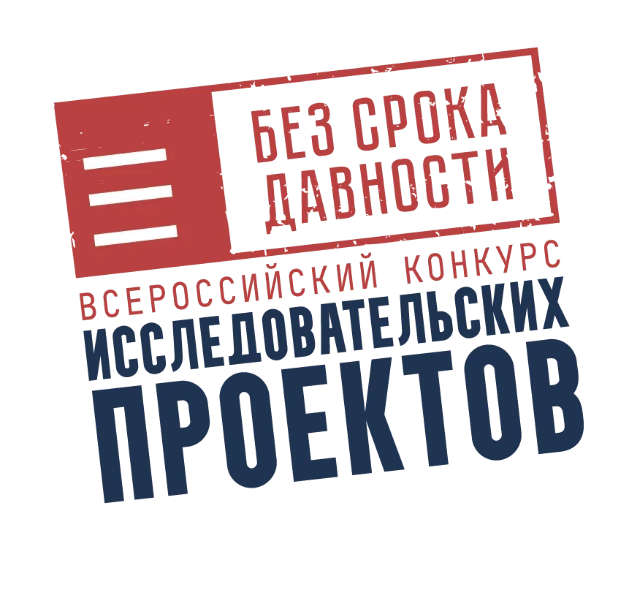 БЕЗ СРОКА
ДАВНОСТИ
ВСЕРОССИЙСКИЙ КОНКУРС
ИССЛЕДОВАТЕЛЬСКИХ
ПРОЕКТОВ